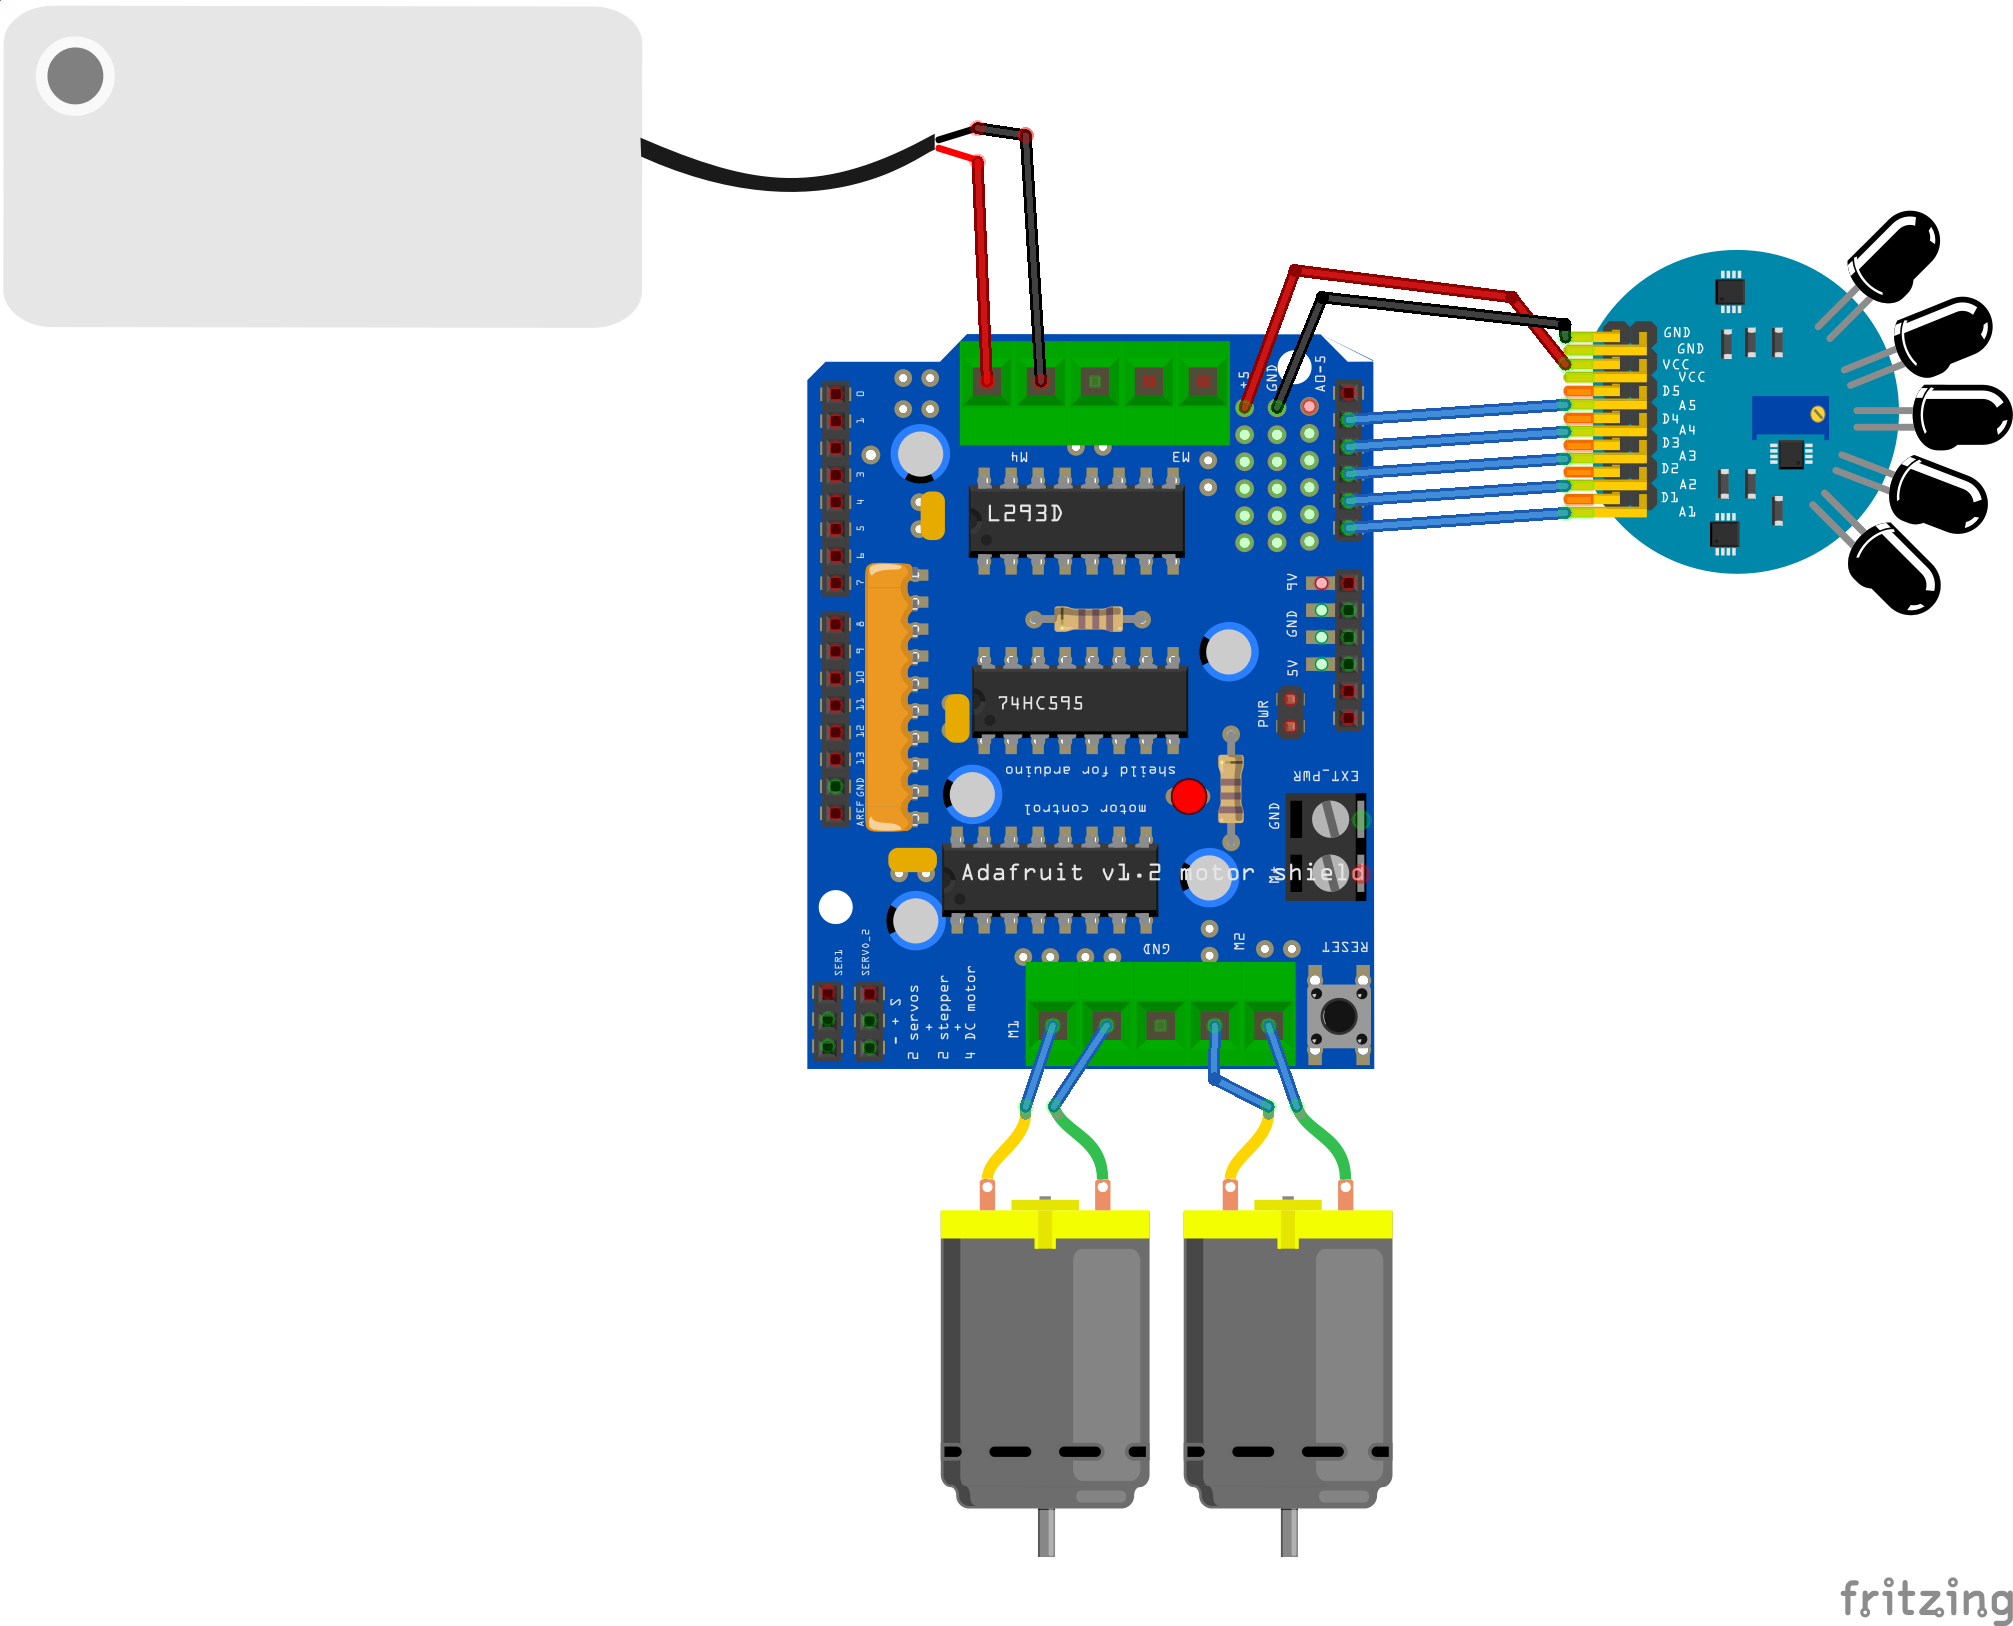 0
1
3
4
5
6
7
8
9
10
11
12
13
GND
AREF
M4
M3
+5
GND
A0-5
L293D
9V
GND
5V
PWR
74HC595
sheild for arduino
motor control
EXT_PWR
GND
M+
Adafruit v1.2 motor shield
SER1
SERVO_2
GND
M2
RESET
- + S
2 servos
+
2 stepper
+
4 DC motor
M1
GND
GND
VCC
VCC
D5
A5
D4
A4
D3
A3
D2
A2
D1
A1
fritzing